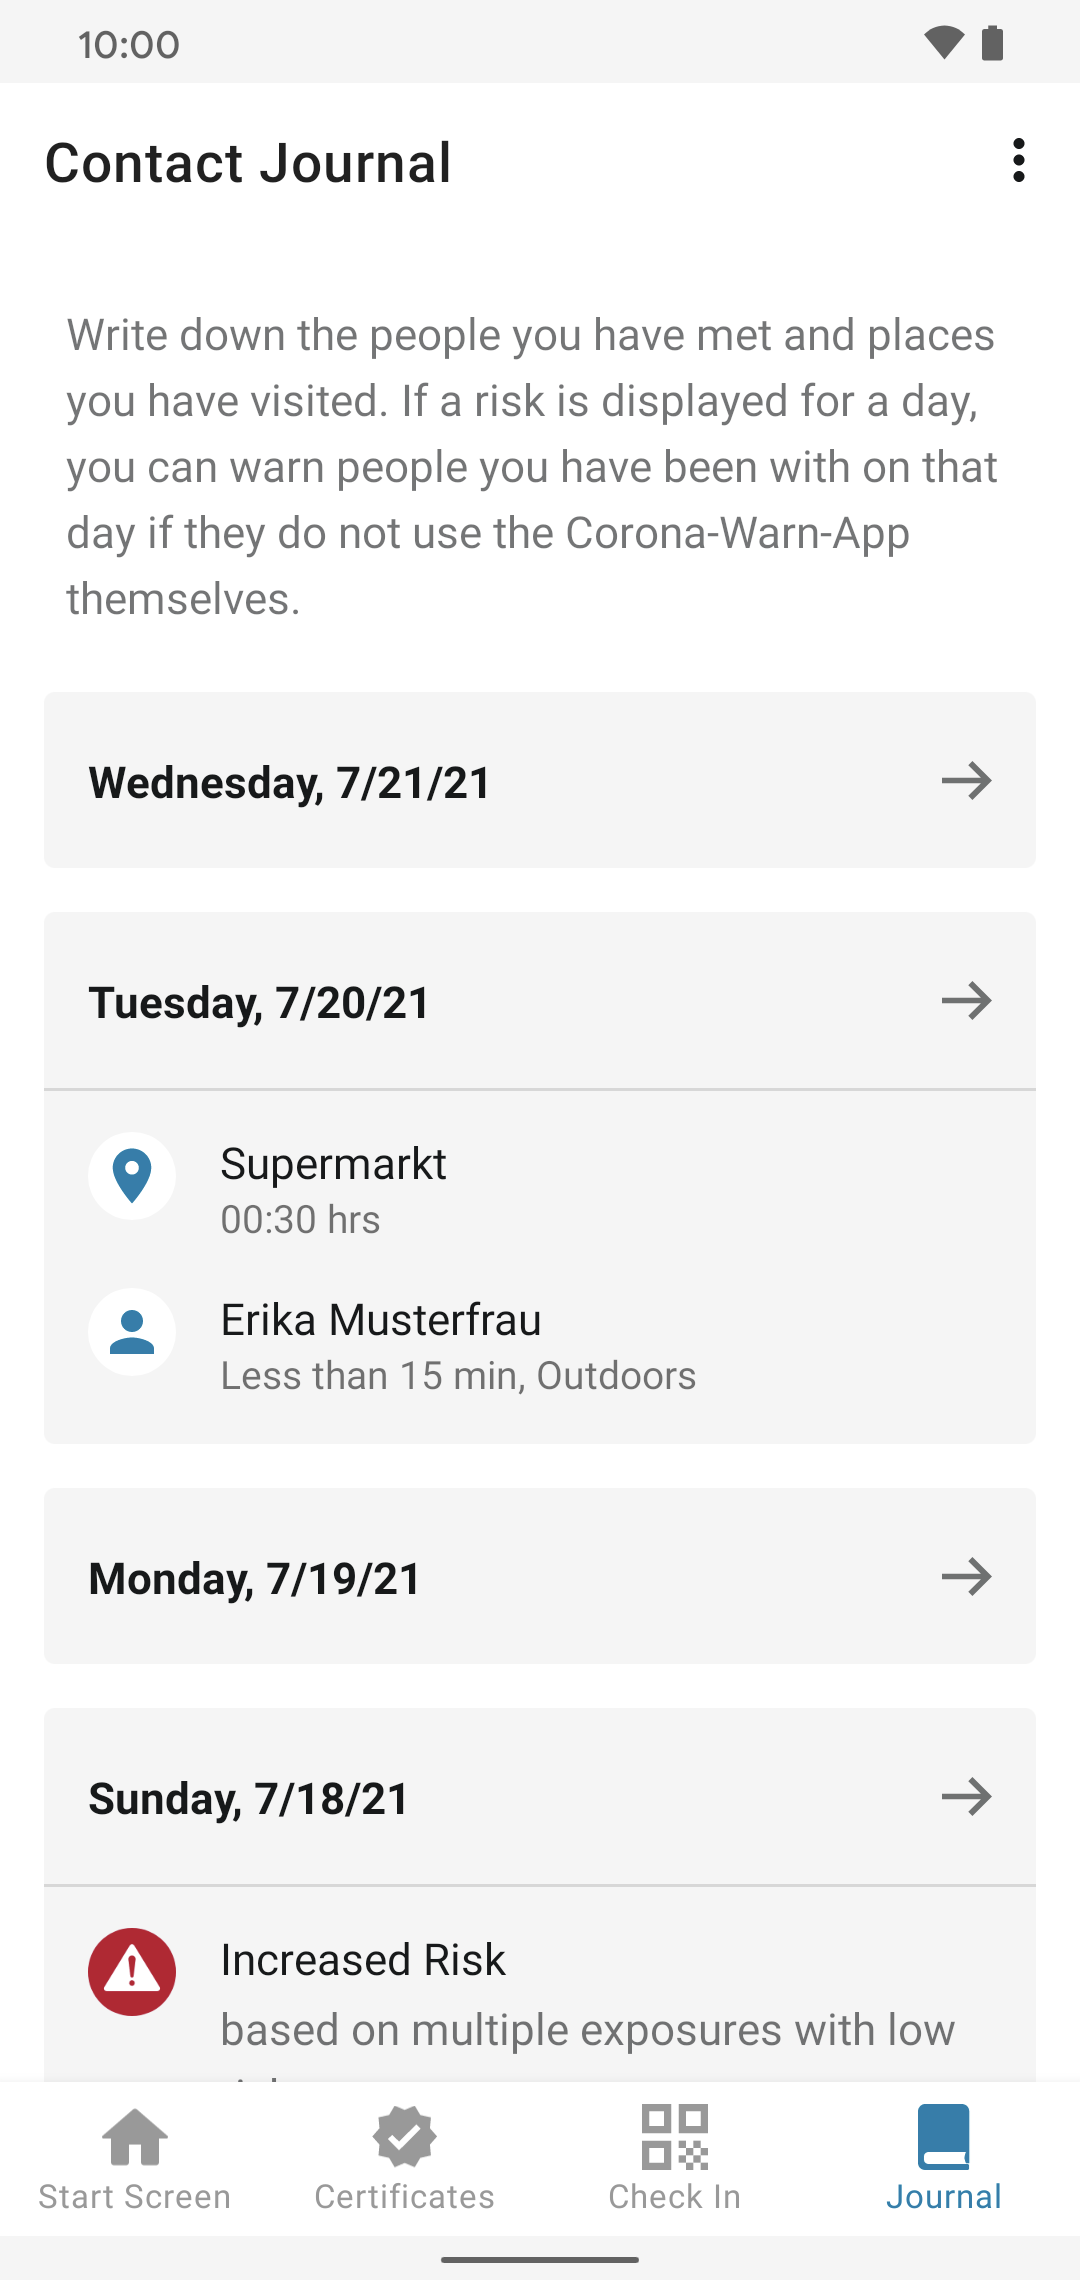 10:00
Contact Journal
Write down the people you have met and places
you have visited. If a risk is displayed for a day,
you can warn people you have been with on that
day if they do not use the Corona-Warn-App
themselves.
Wednesday, 7/21/21
Tuesday, 7/20/21
Supermarkt
00:30 hrs
Erika Musterfrau
Less than 15 min, Outdoors
Monday, 7/19/21
Sunday, 7/18/21
Increased Risk
based on multiple exposures with low
Start Screen
Certificates
Check In
Journal